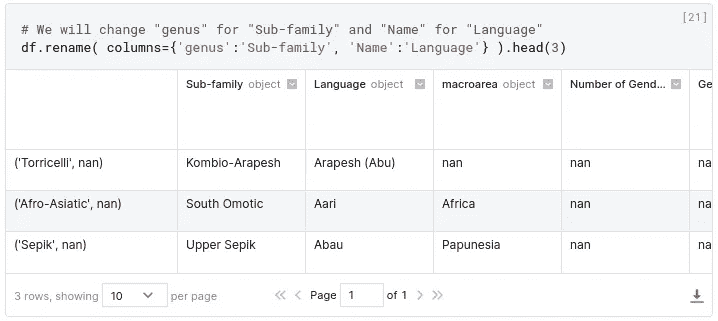 [21]
# We will change "genus" for "Sub-family" and "Name" for "Language"
df.rename( columns={'genus':'Sub-family', 'Name':'Language'} ).head(3)
Sub-family object Language object macroarea object Number of Gend... Ge
('Torricelli', nan) Kombio-Arapesh Arapesh (Abu) nan nan na
('Afro-Asiatic', nan) South Omotic Aari Africa nan na
('Sepik', nan) Upper Sepik Abau Papunesia nan na
3 rows, showing 10 per page Page 1 of 1